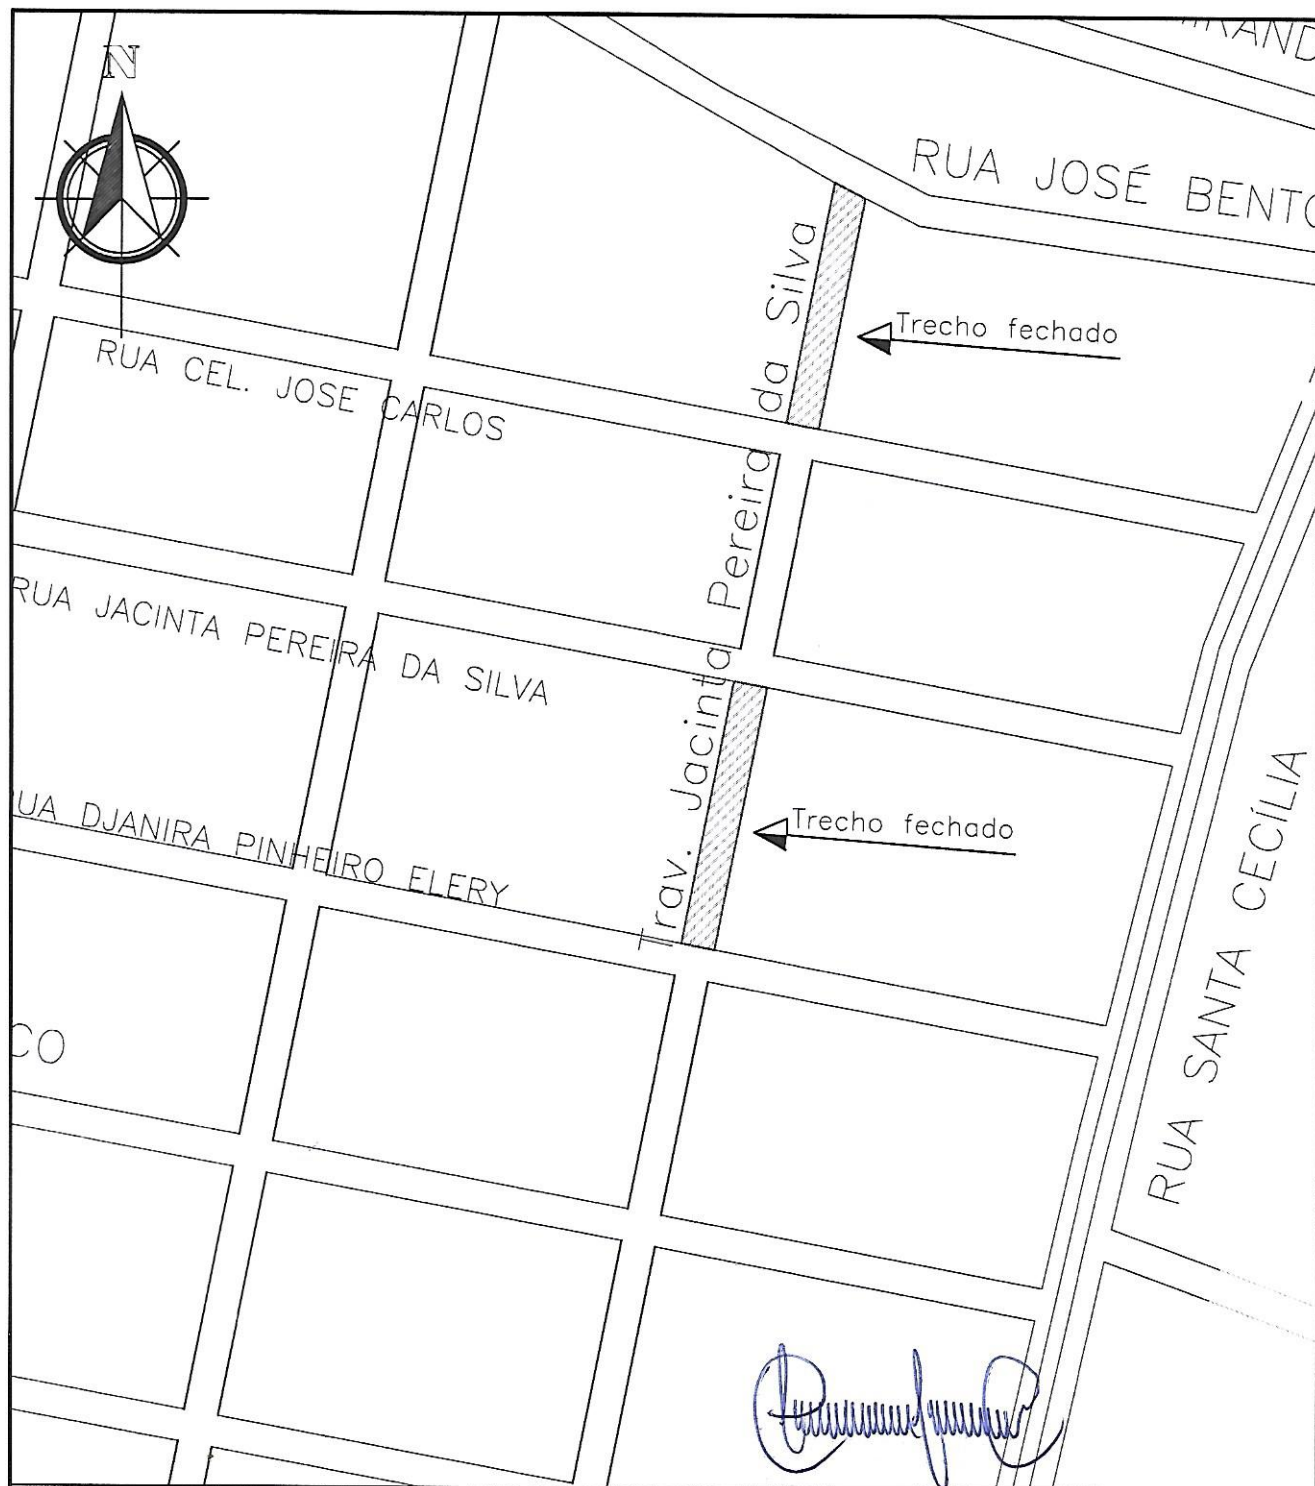 N
RUA JOSÉ BENTO
Trecho fechado
RUA CEL. JOSE CARLOS
Trav. Jacinta Pereira da Silva
RUA JACINTA PEREIRA DA SILVA
Trecho fechado
RUA DJANIRA PINHEIRO ELERY
RUA SANTA CECÍLIA
CO